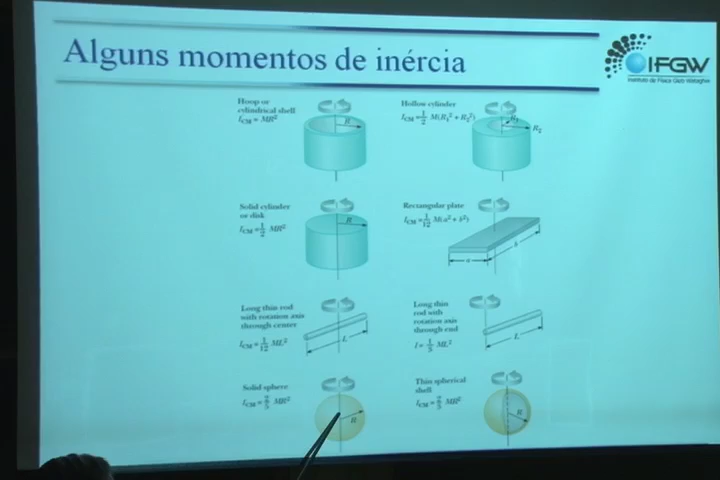 Alguns momentos de inércia
IFGW
Instituto de Física Gleb Wataghin
Hoop or
cylindrical shell
I_CM = MR²
R
Hollow cylinder
I_CM = 1/2 M(R₁² + R₂²)
R₁
R₂
Solid cylinder
or disk
I_CM = 1/2 MR²
R
Rectangular plate
I_CM = 1/12 M(a² + b²)
b
a
Long thin rod
with rotation axis
through center
I_CM = 1/12 ML²
L
Long thin
rod with
rotation axis
through end
I = 1/3 ML²
L
Solid sphere
I_CM = 2/5 MR²
R
Thin spherical
shell
MR²
R